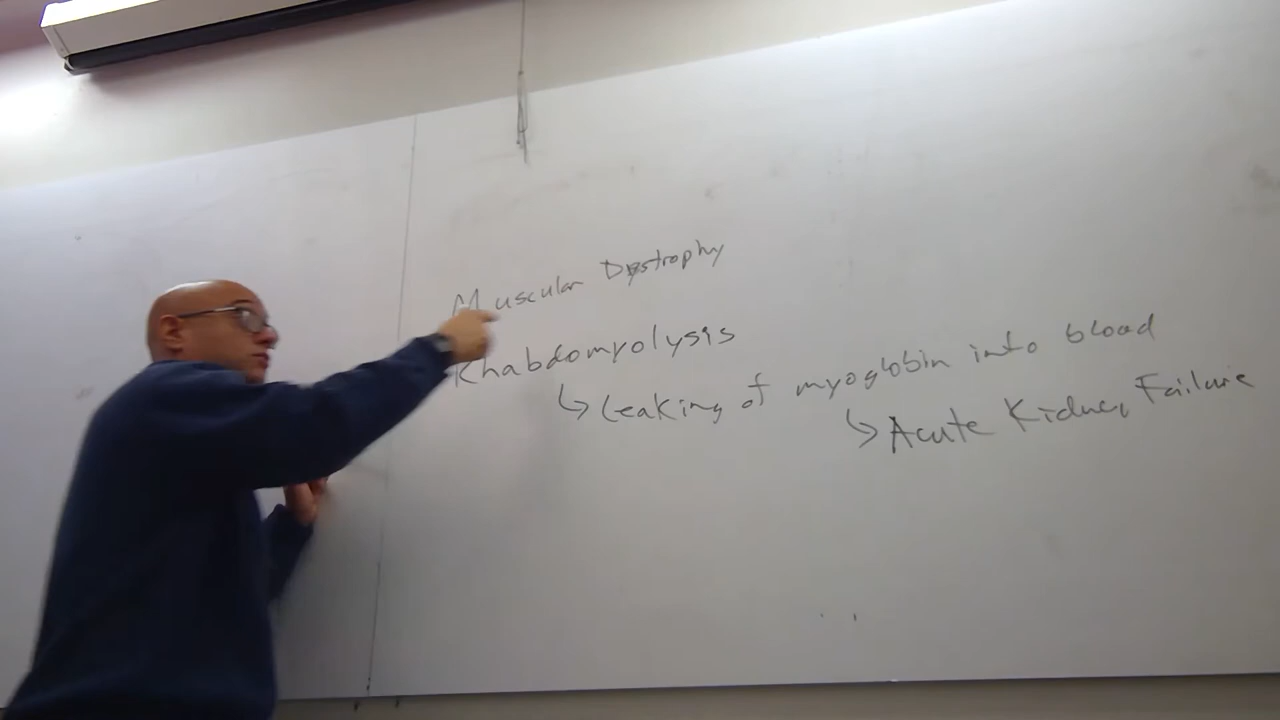 Muscular Dystrophy
Rhabdomyolysis
↳ Leaking of myoglobin into blood
↳ Acute Kidney Failure